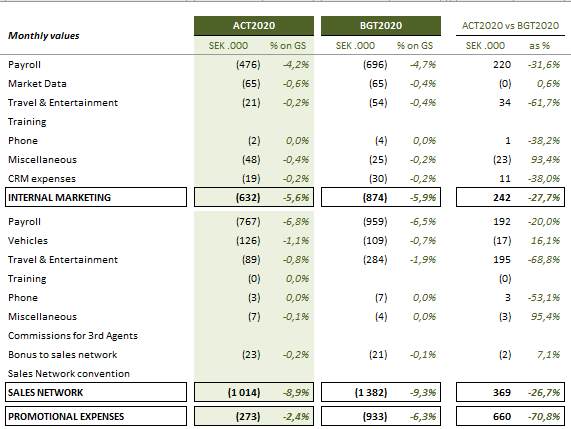 ACT2020 BGT2020 ACT2020 vs BGT2020
Monthly values
SEK .000 % on GS SEK .000 % on GS SEK .000 as %
Payroll (476) -4,2% (696) -4,7% 220 -31,6%
Market Data (65) -0,6% (65) -0,4% (0) 0,6%
Travel & Entertainment (21) -0,2% (54) -0,4% 34 -61,7%
Training
Phone (2) 0,0% (4) 0,0% 1 -38,2%
Miscellaneous (48) -0,4% (25) -0,2% (23) 93,4%
CRM expenses (19) -0,2% (30) -0,2% 11 -38,0%
INTERNAL MARKETING (632) -5,6% (874) -5,9% 242 -27,7%
Payroll (767) -6,8% (959) -6,5% 192 -20,0%
Vehicles (126) -1,1% (109) -0,7% (17) 16,1%
Travel & Entertainment (89) -0,8% (284) -1,9% 195 -68,8%
Training (0) 0,0% (0)
Phone (3) 0,0% (7) 0,0% 3 -53,1%
Miscellaneous (7) -0,1% (4) 0,0% (3) 95,4%
Commissions for 3rd Agents
Bonus to sales network (23) -0,2% (21) -0,1% (2) 7,1%
Sales Network convention
SALES NETWORK (1 014) -8,9% (1 382) -9,3% 369 -26,7%
PROMOTIONAL EXPENSES (273) -2,4% (933) -6,3% 660 -70,8%